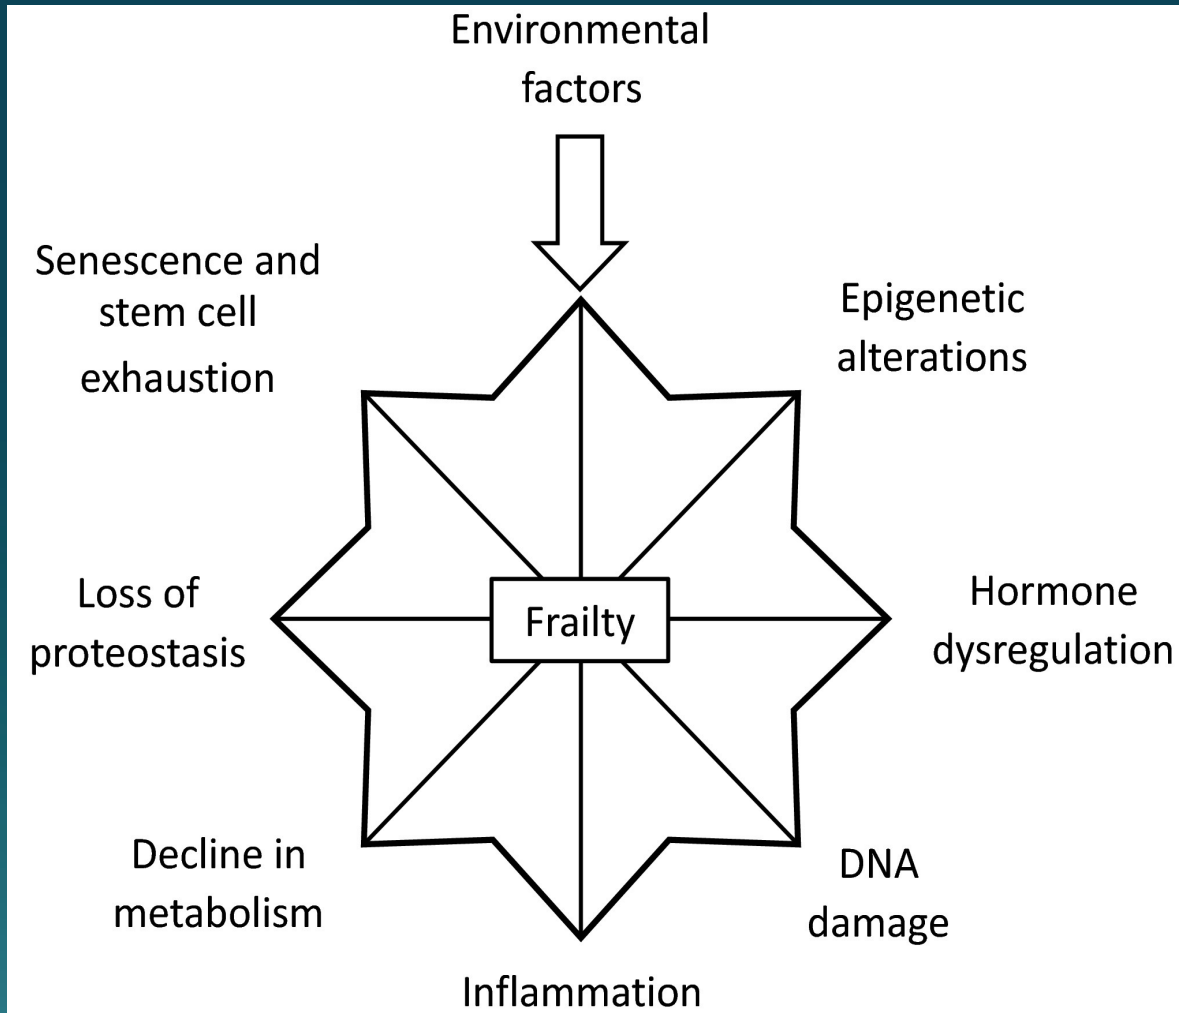 Environmental
factors
Senescence and
stem cell
exhaustion
Epigenetic
alterations
Loss of
proteostasis
Frailty
Hormone
dysregulation
Decline in
metabolism
DNA
damage
Inflammation